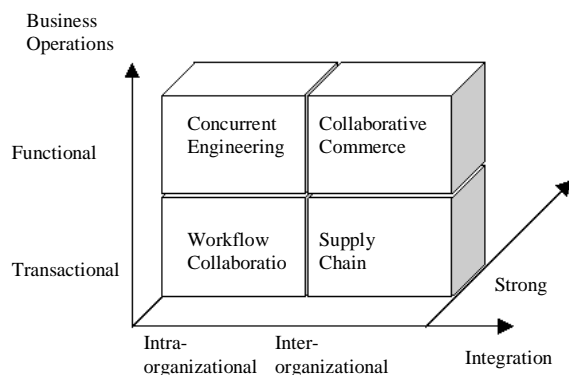 Business
Operations
Functional
Concurrent
Engineering
Collaborative
Commerce
Transactional
Workflow
Collaboratio
Supply
Chain
Strong
Intra-
organizational
Inter-
organizational
Integration